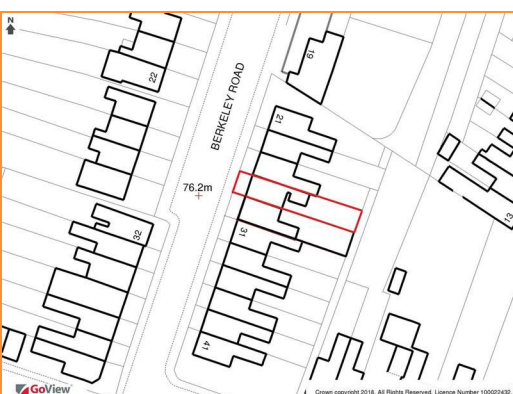 N
22
BERKELEY ROAD
19
21
76.2m
32
31
13
41
GoView
Crown copyright 2018. All Rights Reserved. Licence Number 100022432.